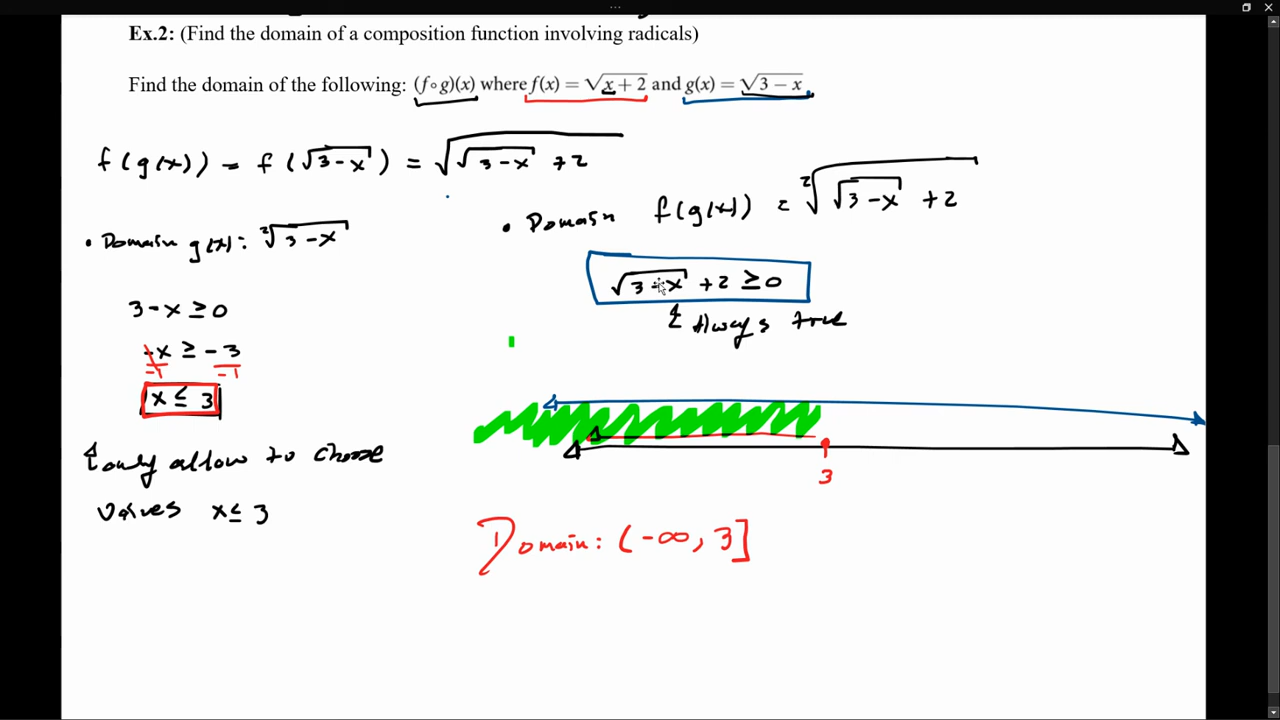 Ex.2: (Find the domain of a composition function involving radicals)
Find the domain of the following: (f∘g)(x) where f(x) = √(x + 2) and g(x) = √(3 − x).
f(g(x)) = f(√(3-x)) = √(√(3-x) + 2)
• Domain g(x): ²√(3-x)
3-x ≥ 0
-x ≥ -3
-1 -1
x ≤ 3
only allow to choose
values x ≤ 3
• Domain f(g(x)) = ²√(√(3-x) + 2)
√(3-x) + 2 ≥ 0
Always true
3
Domain: (-∞, 3]